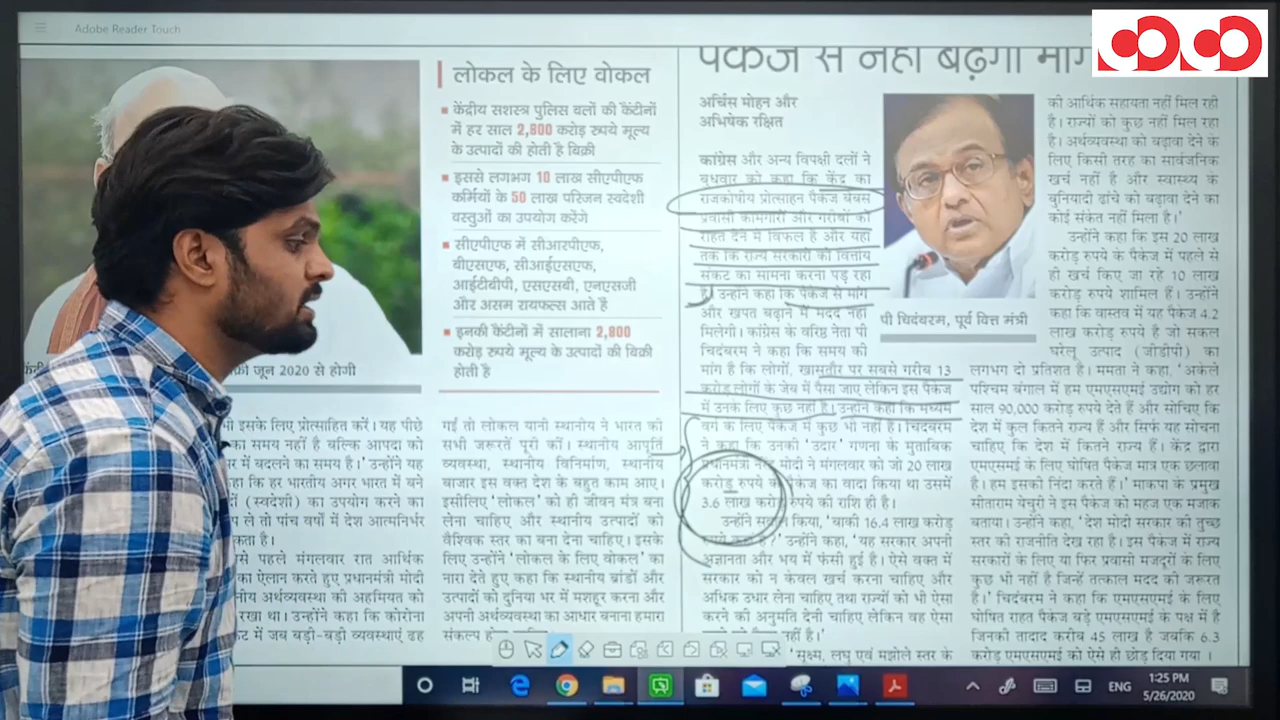 Adobe Reader Touch
लोकल के लिए वोकल
केंद्रीय सशस्त्र पुलिस बलों की कैंटीनों
में हर साल 2,800 करोड़ रुपये मूल्य
के उत्पादों की होती है बिक्री
इससे लगभग 10 लाख सीएपीएफ
कर्मियों के 50 लाख परिजन स्वदेशी
वस्तुओं का उपयोग करेंगे
सीएपीएफ में सीआरपीएफ,
बीएसएफ, सीआईएसएफ,
आईटीबीपी, एसएसबी, एनएसजी
और असम रायफल्स आते हैं
इनकी कैंटीनों में सालाना 2,800
करोड़ रुपये मूल्य के उत्पादों की बिक्री
होती है
जून 2020 से होगी
इसके लिए प्रोत्साहित करें। यह पीछे
का समय नहीं है बल्कि आपदा को
में बदलने का समय है।' उन्होंने यह
कि हर भारतीय अगर भारत में बने
(स्वदेशी) का उपयोग करने का
ले तो पांच वर्षों में देश आत्मनिर्भर
है।
पहले मंगलवार रात आर्थिक
का ऐलान करते हुए प्रधानमंत्री मोदी
अर्थव्यवस्था की अहमियत को
रखा था। उन्होंने कहा कि कोरोना
में जब बड़ी-बड़ी व्यवस्थाएं ढह
गई तो लोकल यानी स्थानीय ने भारत की
सभी जरूरतें पूरी कीं। स्थानीय आपूर्ति
व्यवस्था, स्थानीय विनिर्माण, स्थानीय
बाजार इस वक्त देश के बहुत काम आए।
इसीलिए 'लोकल' को ही जीवन मंत्र बना
लेना चाहिए और स्थानीय उत्पादों को
वैश्विक स्तर का बना देना चाहिए। इसके
लिए उन्होंने 'लोकल के लिए वोकल' का
नारा देते हुए कहा कि स्थानीय ब्रांडों और
उत्पादों को दुनिया भर में मशहूर करना और
अपनी अर्थव्यवस्था का आधार बनाना हमारा
संकल्प
पैकेज से नहीं बढ़ेगी
अर्चिस मोहन और
अभिषेक रक्षित
कांग्रेस और अन्य विपक्षी दलों ने
बुधवार को कहा कि केंद्र का
राजकोषीय प्रोत्साहन पैकेज बेबस
प्रवासी कामगारों और गरीबों को
राहत देने में विफल है और यहां
तक कि राज्य सरकारों को वित्तीय
संकट का सामना करना पड़ रहा
है। उन्होंने कहा कि पैकेज से मांग
और खपत बढ़ाने में मदद नहीं
मिलेगी। कांग्रेस के वरिष्ठ नेता पी
चिदंबरम ने कहा कि समय की
मांग है कि लोगों, खासतौर पर सबसे गरीब 13
करोड़ लोगों के जेब में पैसा जाए लेकिन इस पैकेज
में उनके लिए कुछ नहीं है। उन्होंने कहा कि मध्यम
वर्ग के लिए पैकेज में कुछ भी नहीं है। चिदंबरम
ने कहा कि उनकी 'उदार' गणना के मुताबिक
प्रधानमंत्री मोदी ने मंगलवार को जो 20 लाख
करोड़ रुपये के पैकेज का वादा किया था उसमें
3.6 लाख करोड़ रुपये की राशि ही है।
उन्होंने सवाल किया, 'बाकी 16.4 लाख करोड़
उन्होंने कहा, 'यह सरकार अपनी
अज्ञानता और भय में फंसी हुई है। ऐसे वक्त में
सरकार को न केवल खर्च करना चाहिए और
अधिक उधार लेना चाहिए तथा राज्यों को भी ऐसा
करने की अनुमति देनी चाहिए लेकिन वह ऐसा
नहीं है।'
'सूक्ष्म, लघु एवं मझोले स्तर के
पी चिदंबरम, पूर्व वित्त मंत्री
की आर्थिक सहायता नहीं मिल रही
है। राज्यों को कुछ नहीं मिल रहा
है। अर्थव्यवस्था को बढ़ावा देने के
लिए किसी तरह का सार्वजनिक
खर्च नहीं है और स्वास्थ्य के
बुनियादी ढांचे को बढ़ावा देने का
कोई संकेत नहीं मिला है।'
उन्होंने कहा कि इस 20 लाख
करोड़ रुपये के पैकेज में पहले से
ही खर्च किए जा रहे 10 लाख
करोड़ रुपये शामिल हैं। उन्होंने
कहा कि वास्तव में यह पैकेज 4.2
लाख करोड़ रुपये है जो सकल
घरेलू उत्पाद (जीडीपी) का
लगभग दो प्रतिशत है। ममता ने कहा, 'अकेले
पश्चिम बंगाल में हम एमएसएमई उद्योग को हर
साल 90,000 करोड़ रुपये देते हैं और सोचिए कि
देश में कुल कितने राज्य हैं और सिर्फ यह सोचना
चाहिए कि देश में कितने राज्य हैं। केंद्र द्वारा
एमएसएमई के लिए घोषित पैकेज मात्र एक छलावा
है। हम इसकी निंदा करते हैं।' माकपा के प्रमुख
सीताराम येचुरी ने इस पैकेज को महज एक मजाक
बताया। उन्होंने कहा, 'देश मोदी सरकार की तुच्छ
स्तर की राजनीति देख रहा है। इस पैकेज में राज्य
सरकारों के लिए या फिर प्रवासी मजदूरों के लिए
कुछ भी नहीं है जिन्हें तत्काल मदद की जरूरत
है।' चिदंबरम ने कहा कि एमएसएमई के लिए
घोषित राहत पैकेज बड़े एमएसएमई के पक्ष में है
जिनकी तादाद करीब 45 लाख है जबकि 6.3
करोड़ एमएसएमई को ऐसे ही छोड़ दिया गया ।
ENG
1:25 PM
5/26/2020